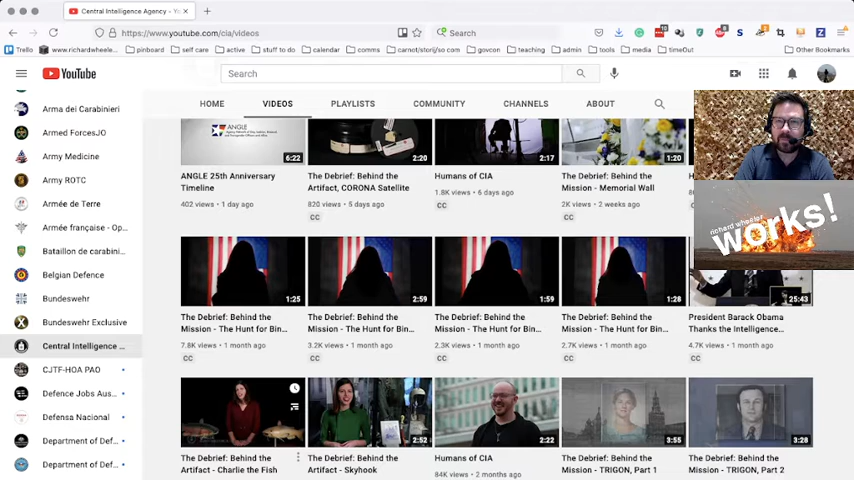 Central Intelligence Agency - Yo
https://www.youtube.com/cia/videos
Search
Trello
www.richardwheele...
pinboard
self care
active
stuff to do
calendar
comms
carnot/storij/so com
govcon
teaching
admin
tools
media
timeOut
Other Bookmarks
YouTube
Search
HOME
VIDEOS
PLAYLISTS
COMMUNITY
CHANNELS
ABOUT
Arma dei Carabinieri
Armed ForcesJO
Army Medicine
Army ROTC
Armée de Terre
Armée française - Op...
Bataillon de carabini...
Belgian Defence
Bundeswehr
Bundeswehr Exclusive
Central Intelligence ...
CJTF-HOA PAO
Defence Jobs Aus...
Defensa Nacional
Department of Def...
Department of Def...
ANGLE
6:22
2:20
2:17
1:20
ANGLE 25th Anniversary
Timeline
402 views · 1 day ago
The Debrief: Behind the
Artifact, CORONA Satellite
820 views · 5 days ago
CC
Humans of CIA
1.8K views · 6 days ago
CC
The Debrief: Behind the
Mission - Memorial Wall
2K views · 2 weeks ago
CC
richard wheeler
works!
1:25
2:59
1:59
1:28
25:43
The Debrief: Behind the
Mission - The Hunt for Bin...
7.8K views · 1 month ago
CC
The Debrief: Behind the
Mission - The Hunt for Bin...
3.2K views · 1 month ago
CC
The Debrief: Behind the
Mission - The Hunt for Bin...
2.3K views · 1 month ago
CC
The Debrief: Behind the
Mission - The Hunt for Bin...
2.7K views · 1 month ago
CC
President Barack Obama
Thanks the Intelligence...
4.7K views · 1 month ago
CC
2:52
2:22
3:55
3:28
The Debrief: Behind the
Artifact - Charlie the Fish
The Debrief: Behind the
Artifact - Skyhook
Humans of CIA
84K views · 2 months ago
The Debrief: Behind the
Mission - TRIGON, Part 1
The Debrief: Behind the
Mission - TRIGON, Part 2